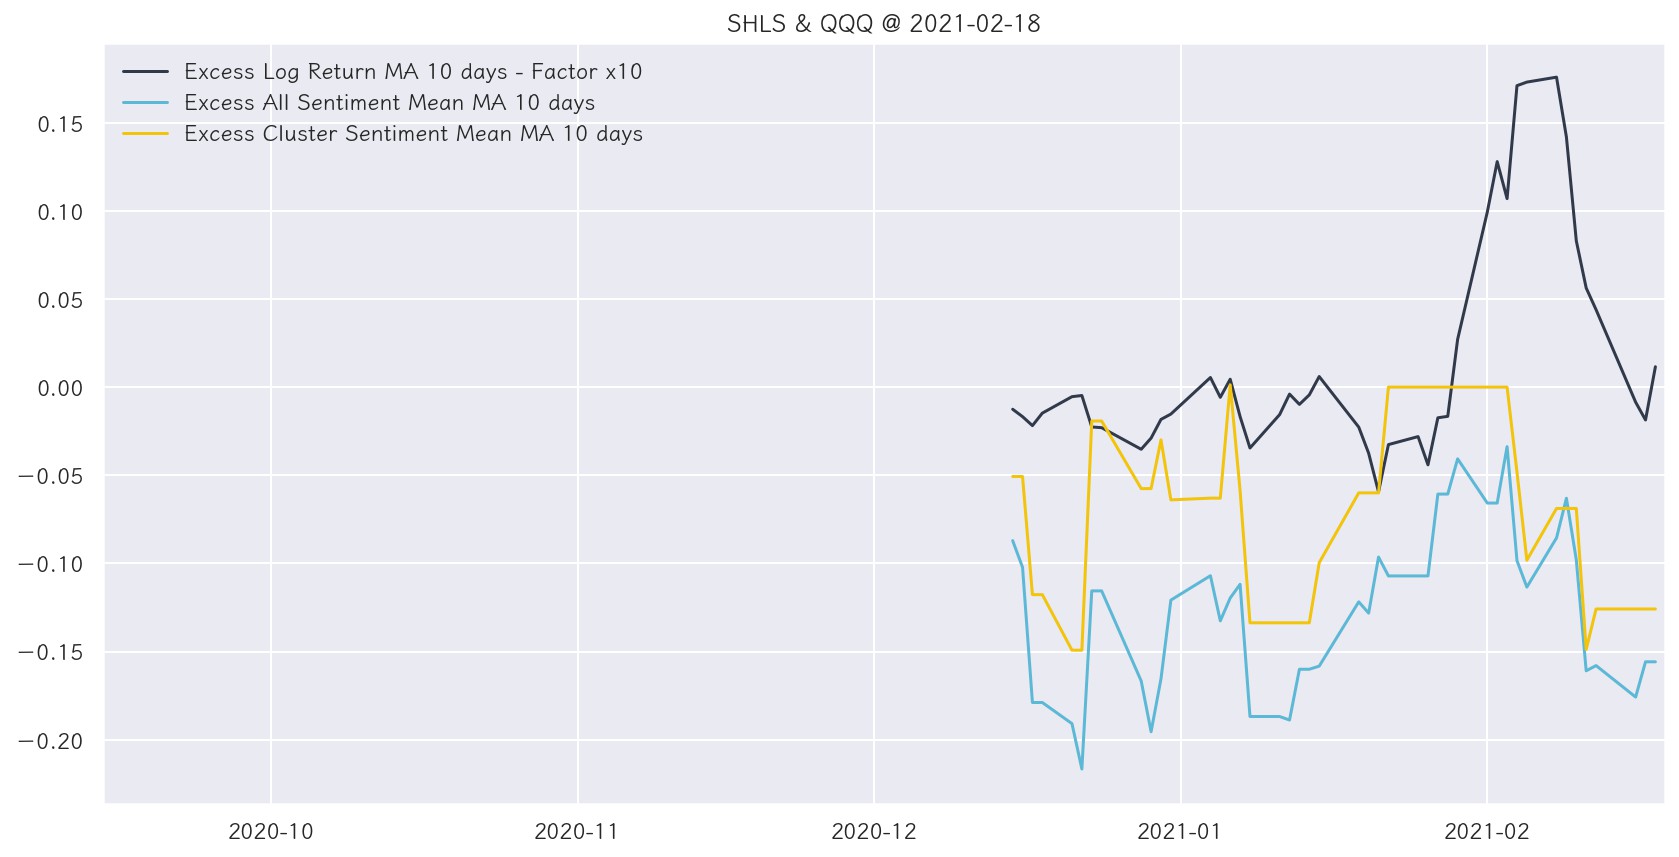 SHLS & QQQ @ 2021-02-18
Excess Log Return MA 10 days - Factor x10
Excess All Sentiment Mean MA 10 days
Excess Cluster Sentiment Mean MA 10 days
0.15
0.10
0.05
0.00
−0.05
−0.10
−0.15
−0.20
2020-10 2020-11 2020-12 2021-01 2021-02